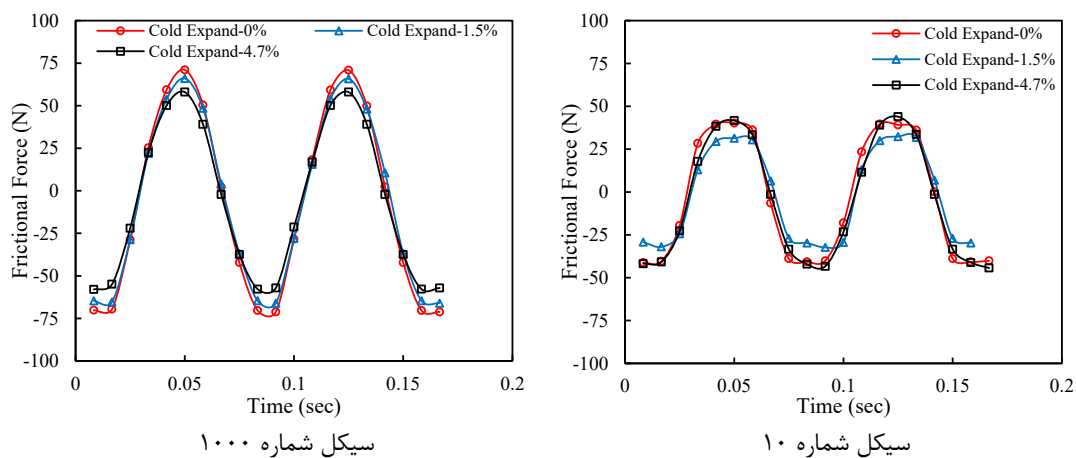 Frictional Force (N)
100
75
50
25
0
-25
-50
-75
-100
Cold Expand-0%
Cold Expand-1.5%
Cold Expand-4.7%
0
0.05
0.1
0.15
0.2
Time (sec)
سیکل شماره ۱۰۰۰
Frictional Force (N)
100
75
50
25
0
-25
-50
-75
-100
Cold Expand-0%
Cold Expand-1.5%
Cold Expand-4.7%
0
0.05
0.1
0.15
0.2
Time (sec)
سیکل شماره ۱۰